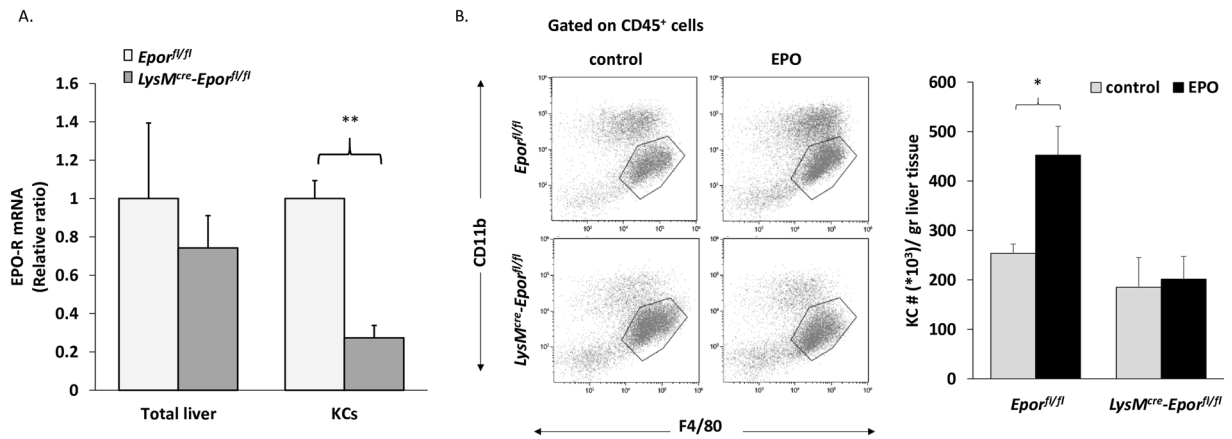 A.
Epor^fl/fl
LysM^cre-Epor^fl/fl
EPO-R mRNA
(Relative ratio)
1.6
1.4
1.2
1
0.8
0.6
0.4
0.2
0
**
Total liver
KCs
B.
Gated on CD45⁺ cells
control
EPO
CD11b
Epor^fl/fl
LysM^cre-Epor^fl/fl
F4/80
KC # (*10³)/ gr liver tissue
600
500
400
300
200
100
0
*
control
EPO
Epor^fl/fl
LysM^cre-Epor^fl/fl